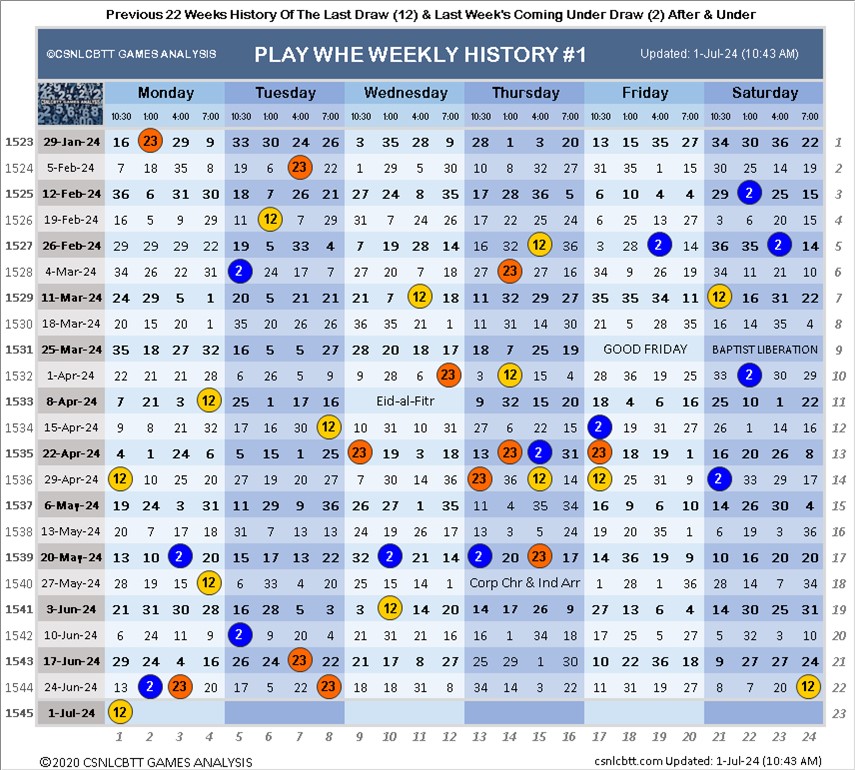 Previous 22 Weeks History Of The Last Draw (12) & Last Week's Coming Under Draw (2) After & Under
©CSNLCBTT GAMES ANALYSIS PLAY WHE WEEKLY HISTORY #1 Updated: 1-Jul-24 (10:43 AM)
CSNLCBTT GAMES ANALYSIS Monday Tuesday Wednesday Thursday Friday Saturday
10:30 1:00 4:00 7:00 10:30 1:00 4:00 7:00 10:30 1:00 4:00 7:00 10:30 1:00 4:00 7:00 10:30 1:00 4:00 7:00 10:30 1:00 4:00 7:00
1523 29-Jan-24 16 23 29 9 33 30 24 26 3 35 28 9 28 1 3 20 13 15 35 27 34 30 36 22 1
1524 5-Feb-24 7 18 35 8 19 6 23 22 1 29 5 30 10 8 32 27 31 35 1 15 30 25 14 19 2
1525 12-Feb-24 36 6 31 30 18 7 26 21 27 24 8 35 17 28 36 5 6 10 4 4 29 2 25 15 3
1526 19-Feb-24 16 5 9 29 11 12 7 29 31 7 24 26 17 22 25 24 6 25 13 27 3 6 20 15 4
1527 26-Feb-24 29 29 29 22 19 5 33 4 7 19 28 14 16 32 12 36 3 28 2 14 36 35 2 14 5
1528 4-Mar-24 34 26 22 31 2 24 17 7 27 20 7 18 14 23 27 16 34 9 26 19 34 11 21 10 6
1529 11-Mar-24 24 29 5 1 20 5 21 21 21 7 12 18 11 32 29 27 35 35 34 11 12 16 31 22 7
1530 18-Mar-24 20 15 20 1 35 20 26 26 36 35 21 1 11 31 14 30 21 5 28 35 16 14 35 4 8
1531 25-Mar-24 35 18 27 32 16 5 5 27 28 20 18 17 18 7 25 19 GOOD FRIDAY BAPTIST LIBERATION 9
1532 1-Apr-24 22 21 21 28 6 26 5 9 9 28 6 23 3 12 15 4 28 36 19 25 33 2 30 29 10
1533 8-Apr-24 7 21 3 12 25 1 17 16 Eid-al-Fitr 9 32 15 20 18 4 6 16 25 10 1 22 11
1534 15-Apr-24 9 8 21 32 17 16 30 12 10 31 10 31 27 6 22 15 2 19 31 27 26 1 14 16 12
1535 22-Apr-24 4 1 24 6 5 15 1 25 23 19 3 18 13 23 2 31 23 18 19 1 16 20 26 8 13
1536 29-Apr-24 12 10 25 20 27 19 20 27 7 30 14 36 23 36 12 14 12 25 31 9 2 33 29 17 14
1537 6-May-24 19 24 3 31 11 29 9 36 26 27 1 35 11 4 35 34 16 9 6 10 14 26 30 4 15
1538 13-May-24 20 7 17 18 31 7 13 13 24 19 26 17 13 3 5 24 19 20 35 20 6 19 3 36 16
1539 20-May-24 13 10 2 20 15 17 13 22 32 2 21 14 2 20 23 17 14 36 19 9 10 16 20 20 17
1540 27-May-24 28 19 15 12 6 33 4 20 25 15 14 1 Corp Chr & Ind Arr 1 28 1 36 28 14 7 34 18
1541 3-Jun-24 21 31 30 28 16 28 5 3 3 12 14 20 14 17 26 9 27 13 6 4 14 30 25 31 19
1542 10-Jun-24 6 24 11 9 2 9 20 4 21 31 21 16 16 1 34 18 17 25 5 27 5 32 3 10 20
1543 17-Jun-24 29 24 4 16 26 24 23 22 21 17 8 27 25 29 1 30 10 22 36 18 9 27 27 24 21
1544 24-Jun-24 13 2 23 20 17 5 22 23 18 18 31 8 34 14 3 22 11 31 19 27 8 7 20 12 22
1545 1-Jul-24 12 23
1 2 3 4 5 6 7 8 9 10 11 12 13 14 15 16 17 18 19 20 21 22 23 24
©2020 CSNLCBTT GAMES ANALYSIS csnlcbtt.com Updated: 1-Jul-24 (10:43 AM)